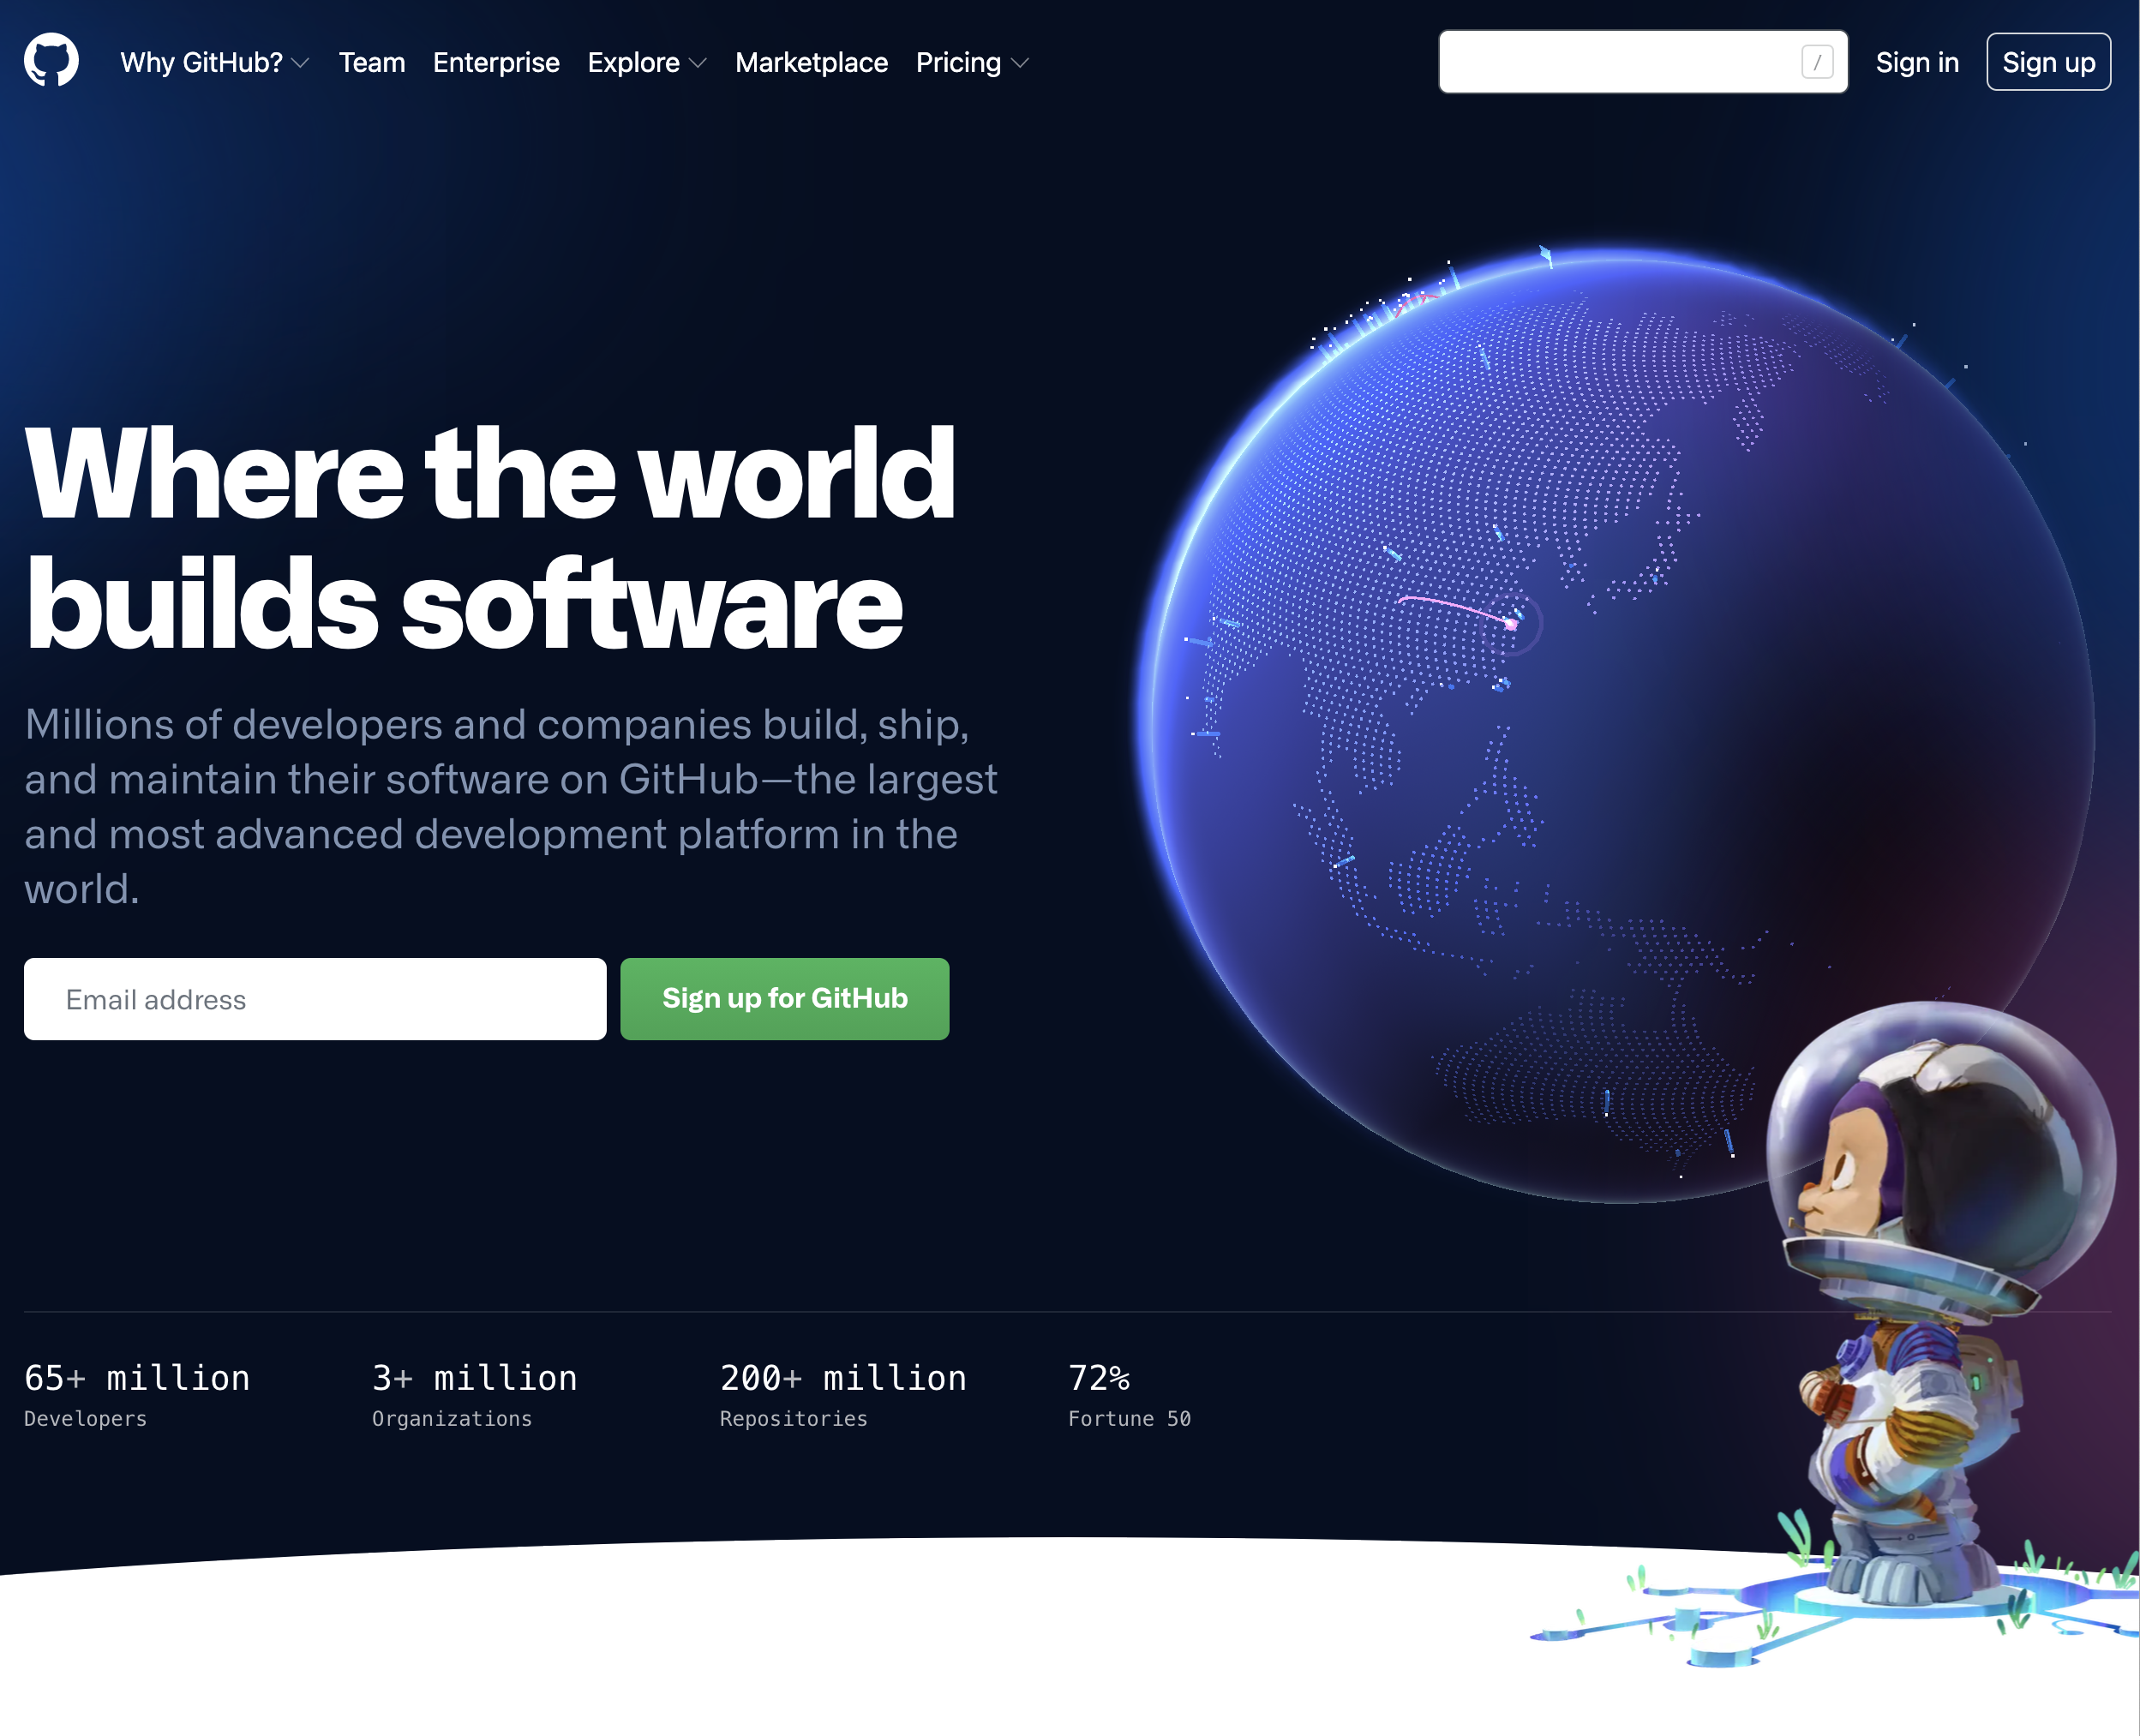 Why GitHub? Team Enterprise Explore Marketplace Pricing / Sign in Sign up
Where the world
builds software
Millions of developers and companies build, ship,
and maintain their software on GitHub—the largest
and most advanced development platform in the
world.
Email address Sign up for GitHub
65+ million 3+ million 200+ million 72%
Developers Organizations Repositories Fortune 50